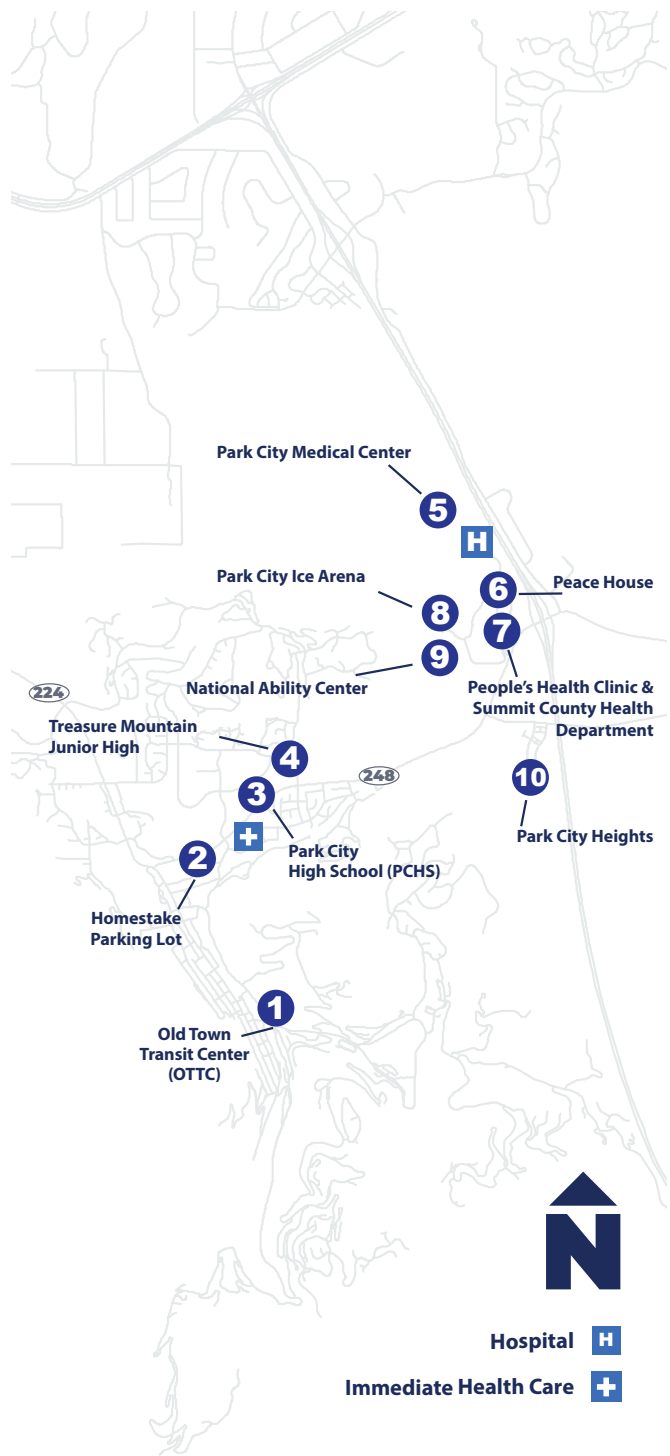 Park City Medical Center
5
H
Park City Ice Arena
6
Peace House
8
7
9
National Ability Center
People’s Health Clinic &
Summit County Health
Department
224
Treasure Mountain
Junior High
4
248
3
10
Park City
High School (PCHS)
Park City Heights
2
Homestake
Parking Lot
1
Old Town
Transit Center
(OTTC)
N
Hospital H
Immediate Health Care